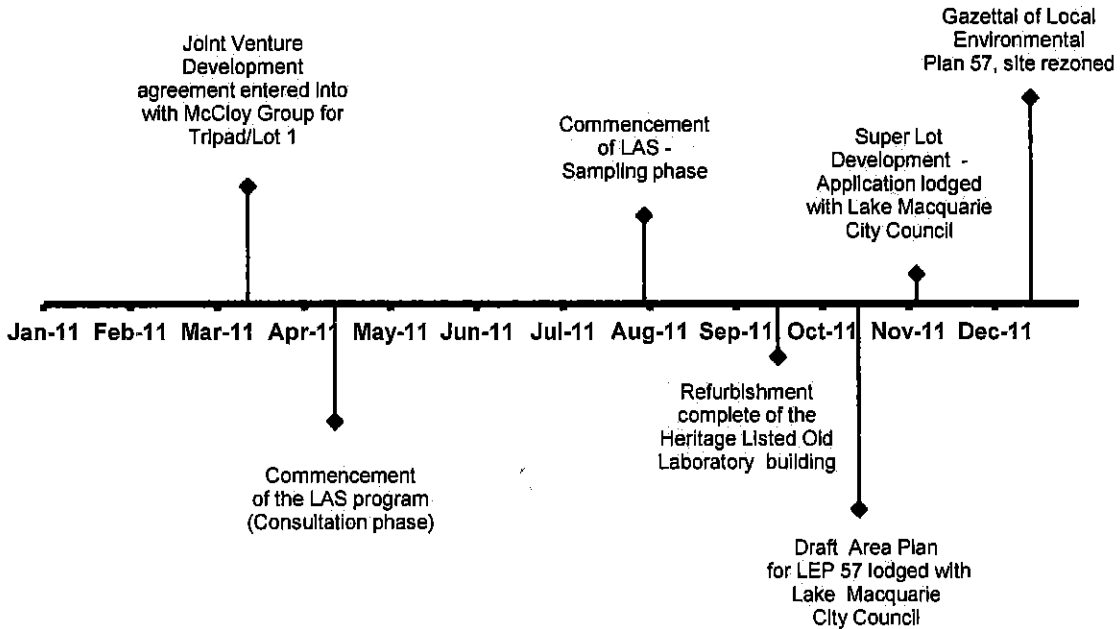 Joint Venture
Development
agreement entered into
with McCloy Group for
Tripad/Lot 1
Commencement
of LAS -
Sampling phase
Super Lot
Development -
Application lodged
with Lake Macquarie
City Council
Gazettal of Local
Environmental
Plan 57, site rezoned
Jan-11 Feb-11 Mar-11 Apr-11 May-11 Jun-11 Jul-11 Aug-11 Sep-11 Oct-11 Nov-11 Dec-11
Commencement
of the LAS program
(Consultation phase)
Refurbishment
complete of the
Heritage Listed Old
Laboratory building
Draft Area Plan
for LEP 57 lodged with
Lake Macquarie
City Council